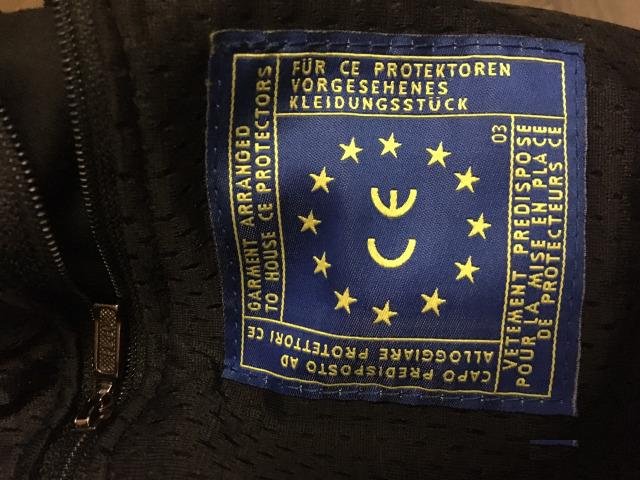 FÜR CE PROTEKTOREN
VORGESEHENES
KLEIDUNGSSTÜCK
GARMENT ARRANGED
TO HOUSE CE PROTECTORS
03
CE
VETEMENT PREDISPOSE
POUR LA MISE EN PLACE
DE PROTECTEURS CE
CAPO PREDISPOSTO AD
ALLOGGIARE PROTETTORI CE